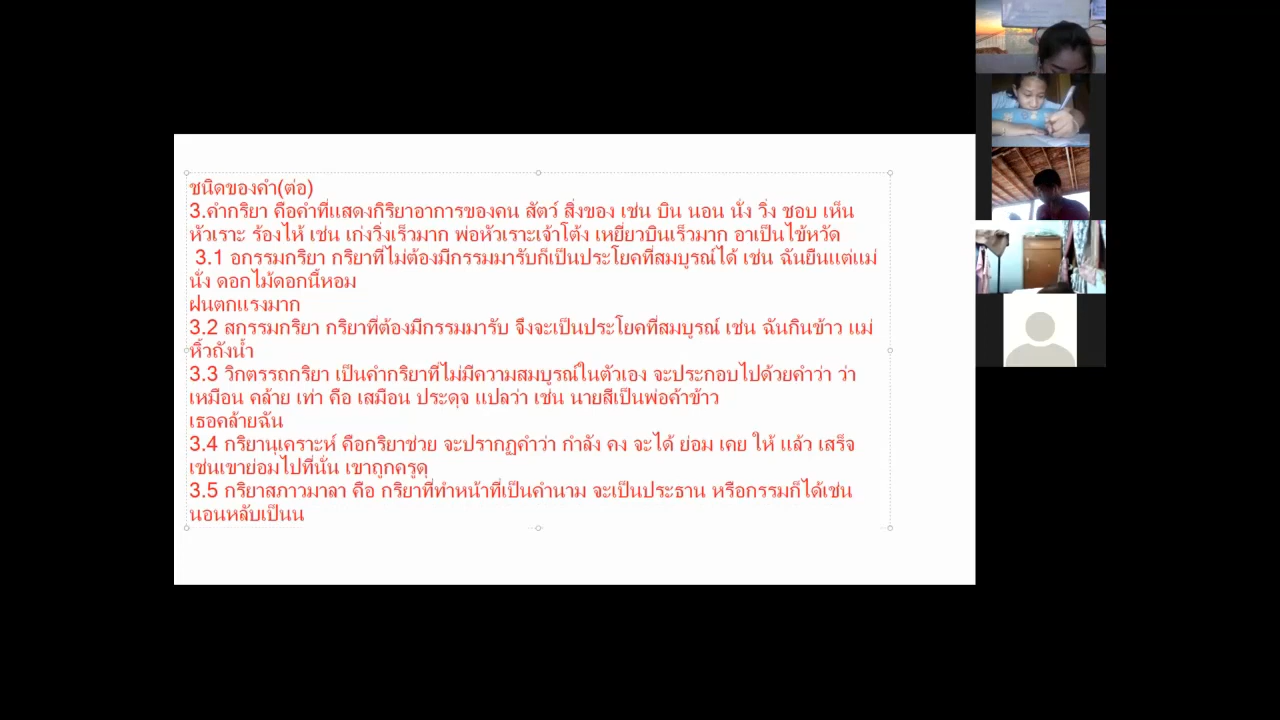 ชนิดของคำ(ต่อ)
3.คำกริยา คือคำที่แสดงกิริยาอาการของคน สัตว์ สิ่งของ เช่น บิน นอน นั่ง วิ่ง ชอบ เห็น
หัวเราะ ร้องไห้ เช่น เก่งวิ่งเร็วมาก พ่อหัวเราะเจ้าโต้ง เหยี่ยวบินเร็วมาก อาเป็นไข้หวัด
3.1 อกรรมกริยา กริยาที่ไม่ต้องมีกรรมมารับก็เป็นประโยคที่สมบูรณ์ได้ เช่น ฉันยืนแต่แม่
นั่ง ดอกไม้ดอกนี้หอม
ฝนตกแรงมาก
3.2 สกรรมกริยา กริยาที่ต้องมีกรรมมารับ จึงจะเป็นประโยคที่สมบูรณ์ เช่น ฉันกินข้าว แม่
หิ้วถังน้ำ
3.3 วิกตรรถกริยา เป็นคำกริยาที่ไม่มีความสมบูรณ์ในตัวเอง จะประกอบไปด้วยคำว่า ว่า
เหมือน คล้าย เท่า คือ เสมือน ประดุจ แปลว่า เช่น นายสีเป็นพ่อค้าข้าว
เธอคล้ายฉัน
3.4 กริยานุเคราะห์ คือกริยาช่วย จะปรากฏคำว่า กำลัง คง จะได้ ย่อม เคย ให้ แล้ว เสร็จ
เช่นเขาย่อมไปที่นั่น เขาถูกครูดุ
3.5 กริยาสภาวมาลา คือ กริยาที่ทำหน้าที่เป็นคำนาม จะเป็นประธาน หรือกรรมก็ได้เช่น
นอนหลับเป็นน